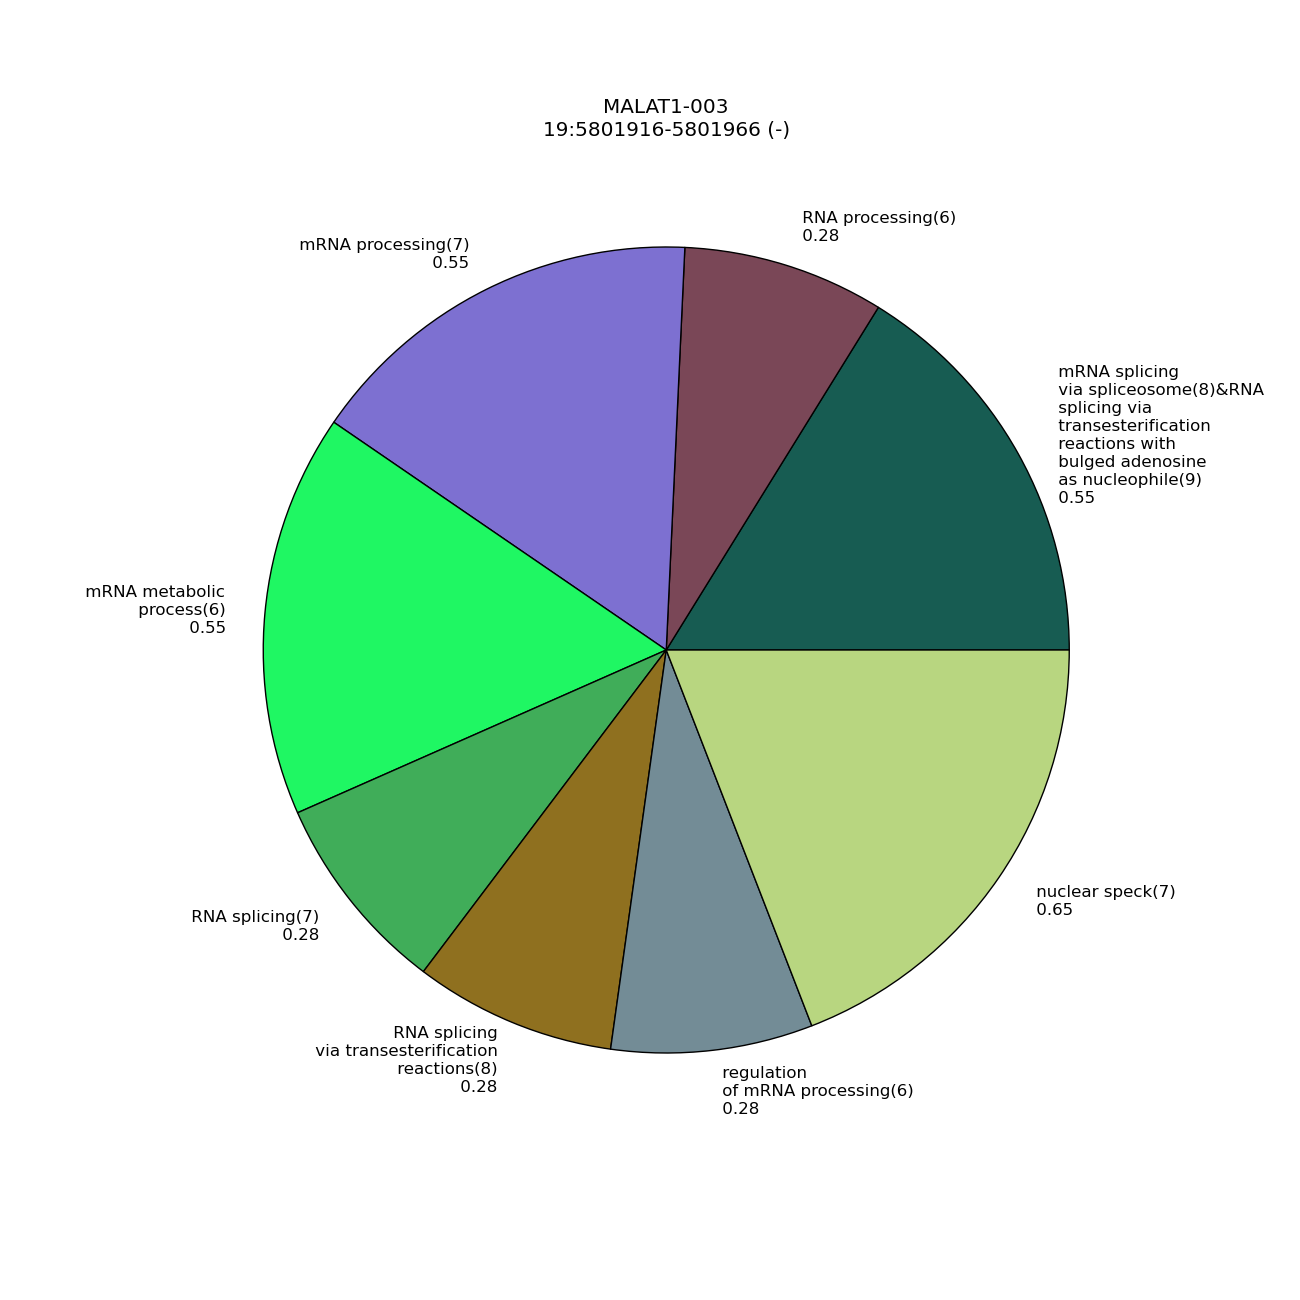 MALAT1-003
19:5801916-5801966 (-)
RNA processing(6)
0.28
mRNA processing(7)
0.55
mRNA splicing
via spliceosome(8)&RNA
splicing via
transesterification
reactions with
bulged adenosine
as nucleophile(9)
0.55
mRNA metabolic
process(6)
0.55
nuclear speck(7)
0.65
RNA splicing(7)
0.28
RNA splicing
via transesterification
reactions(8)
0.28
regulation
of mRNA processing(6)
0.28